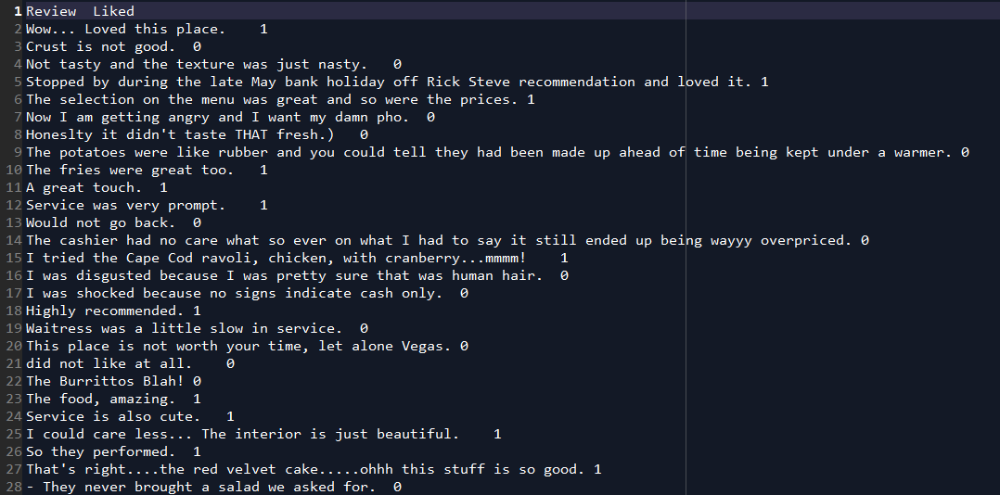 1 Review	Liked
2 Wow... Loved this place.	1
3 Crust is not good.	0
4 Not tasty and the texture was just nasty.	0
5 Stopped by during the late May bank holiday off Rick Steve recommendation and loved it.	1
6 The selection on the menu was great and so were the prices.	1
7 Now I am getting angry and I want my damn pho.	0
8 Honeslty it didn't taste THAT fresh.)	0
9 The potatoes were like rubber and you could tell they had been made up ahead of time being kept under a warmer.	0
10 The fries were great too.	1
11 A great touch.	1
12 Service was very prompt.	1
13 Would not go back.	0
14 The cashier had no care what so ever on what I had to say it still ended up being wayyy overpriced.	0
15 I tried the Cape Cod ravoli, chicken, with cranberry...mmmm!	1
16 I was disgusted because I was pretty sure that was human hair.	0
17 I was shocked because no signs indicate cash only.	0
18 Highly recommended.	1
19 Waitress was a little slow in service.	0
20 This place is not worth your time, let alone Vegas.	0
21 did not like at all.	0
22 The Burrittos Blah!	0
23 The food, amazing.	1
24 Service is also cute.	1
25 I could care less... The interior is just beautiful.	1
26 So they performed.	1
27 That's right....the red velvet cake.....ohhh this stuff is so good.	1
28 - They never brought a salad we asked for.	0